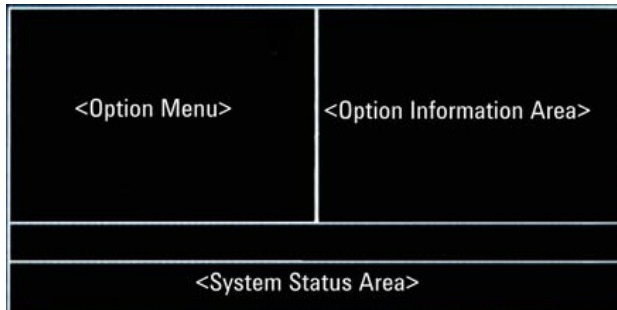 <Option Menu>
<Option Information Area>
<System Status Area>